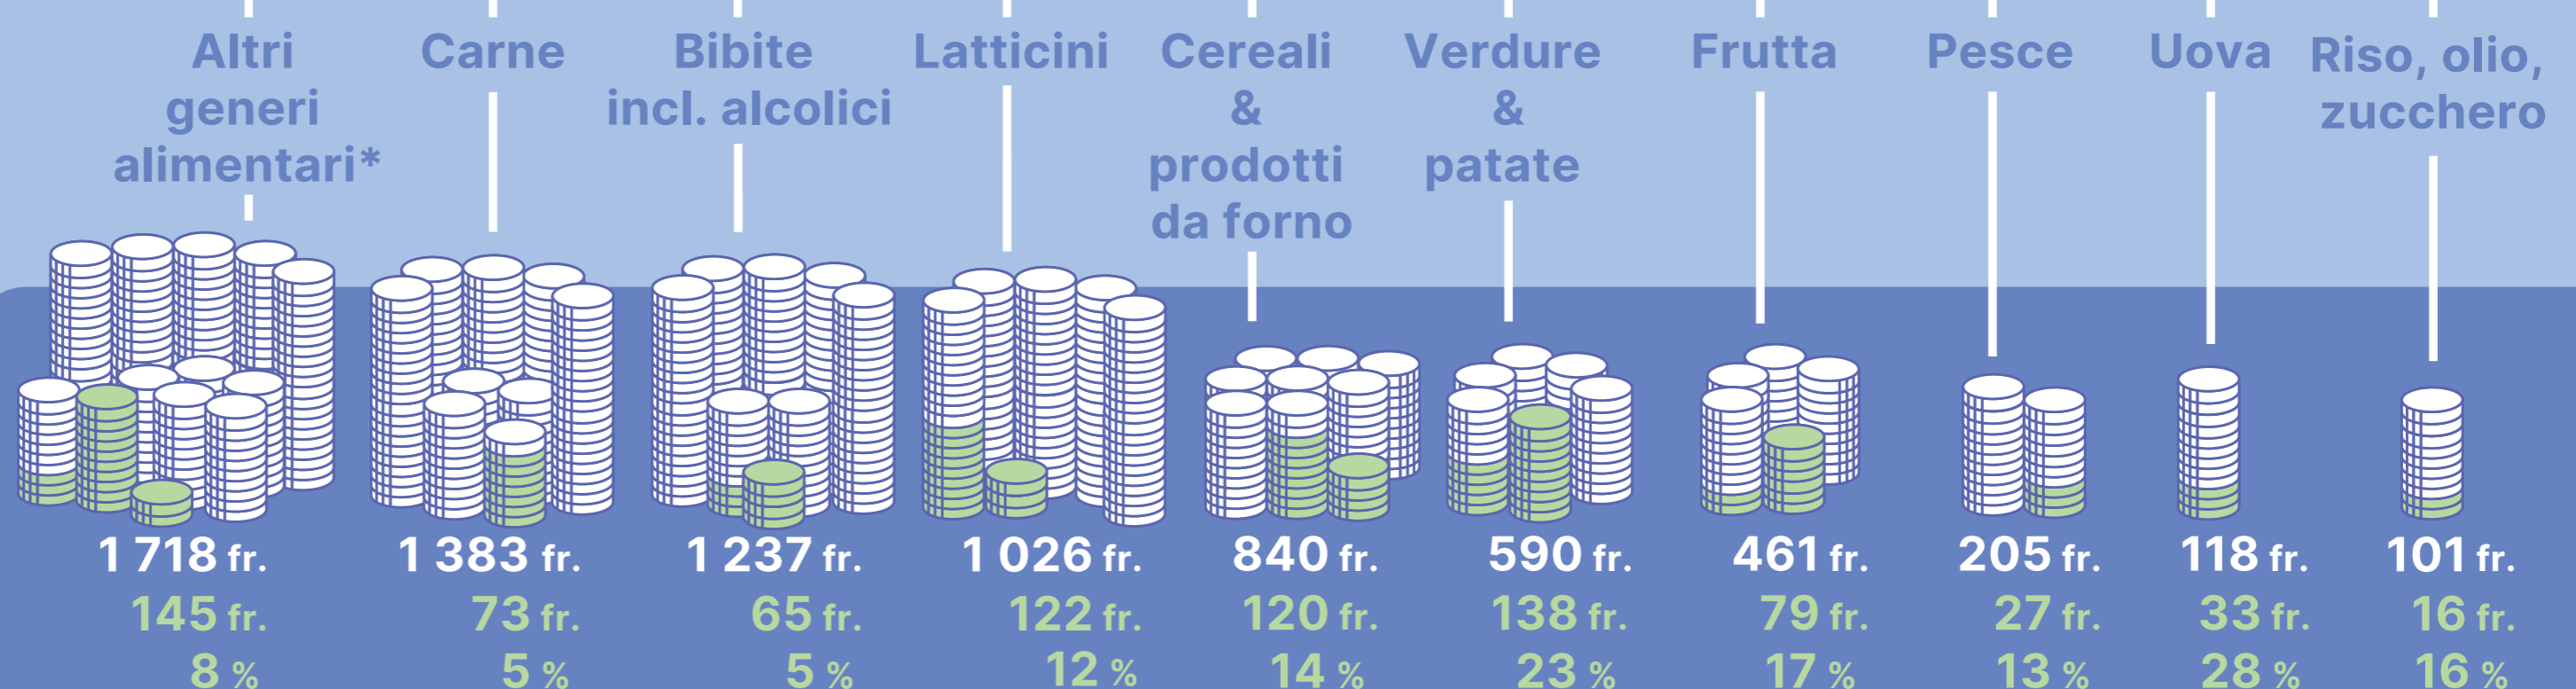 Altri
generi
alimentari*
Carne
Bibite
incl. alcolici
Latticini
Cereali
&
prodotti
da forno
Verdure
&
patate
Frutta
Pesce
Uova
Riso, olio,
zucchero
1 718 fr.
145 fr.
8 %
1 383 fr.
73 fr.
5 %
1 237 fr.
65 fr.
5 %
1 026 fr.
122 fr.
12 %
840 fr.
120 fr.
14 %
590 fr.
138 fr.
23 %
461 fr.
79 fr.
17 %
205 fr.
27 fr.
13 %
118 fr.
33 fr.
28 %
101 fr.
16 fr.
16 %